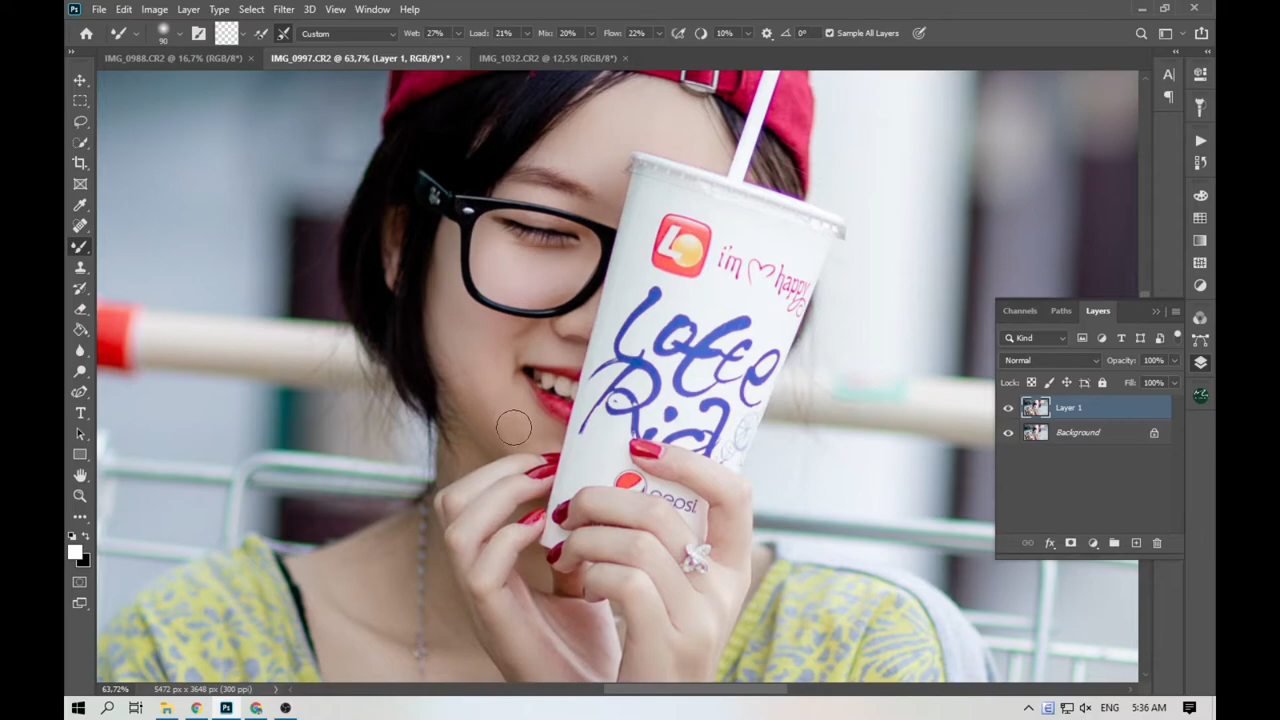 File Edit Image Layer Type Select Filter 3D View Window Help
90 Custom Wet: 27% Load: 21% Mix: 20% Flow: 22% 10% 0° Sample All Layers
IMG_0988.CR2 @ 16,7% (RGB/8*) × IMG_0997.CR2 @ 63,7% (Layer 1, RGB/8*) * × IMG_1032.CR2 @ 12,5% (RGB/8*) ×
i'm happy
Loffee
pepsi
Channels Paths Layers
Kind
Normal Opacity: 100%
Lock: Fill: 100%
Layer 1
Background
63,72% 5472 px x 3648 px (300 ppi)
ENG 5:36 AM